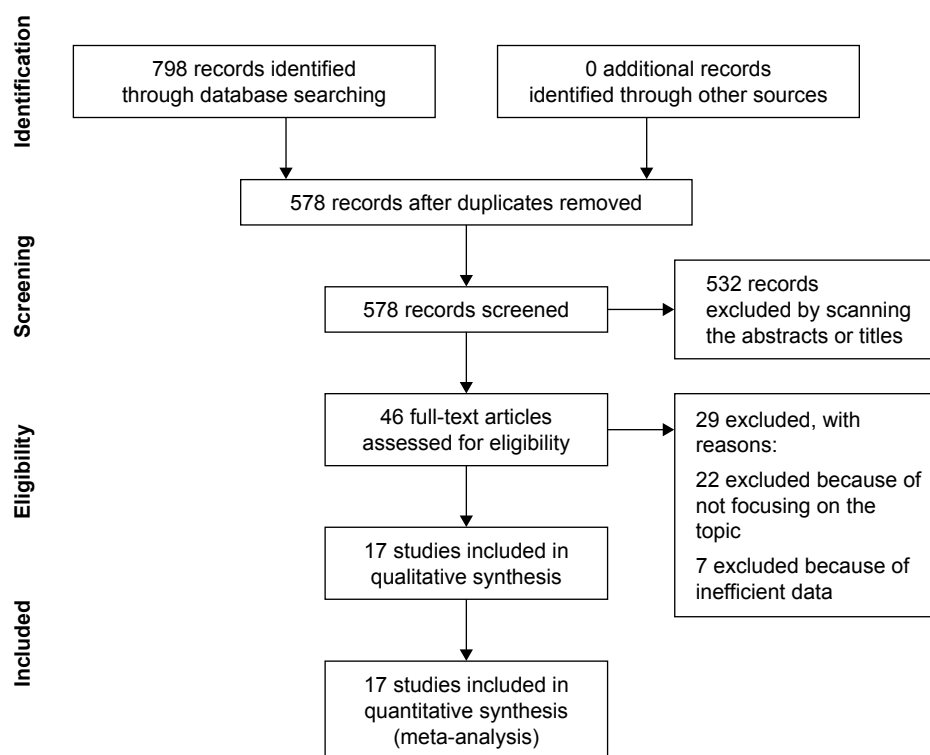 Identification
798 records identified
through database searching
0 additional records
identified through other sources
578 records after duplicates removed
Screening
578 records screened
532 records
excluded by scanning
the abstracts or titles
Eligibility
46 full-text articles
assessed for eligibility
29 excluded, with
reasons:
22 excluded because of
not focusing on the
topic
7 excluded because of
inefficient data
17 studies included in
qualitative synthesis
Included
17 studies included in
quantitative synthesis
(meta-analysis)